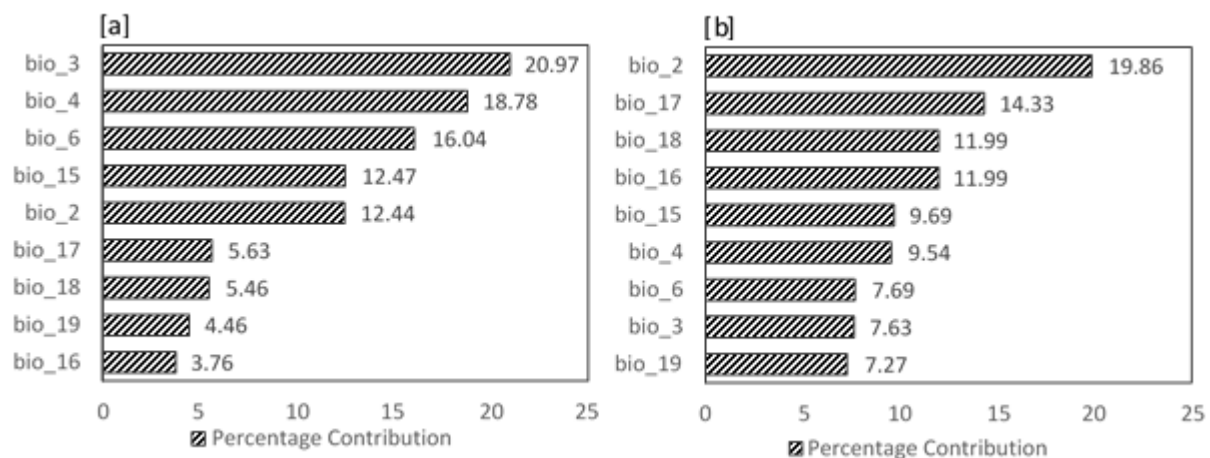 [a]
bio_3 20.97
bio_4 18.78
bio_6 16.04
bio_15 12.47
bio_2 12.44
bio_17 5.63
bio_18 5.46
bio_19 4.46
bio_16 3.76
0 5 10 15 20 25
Percentage Contribution
[b]
bio_2 19.86
bio_17 14.33
bio_18 11.99
bio_16 11.99
bio_15 9.69
bio_4 9.54
bio_6 7.69
bio_3 7.63
bio_19 7.27
0 5 10 15 20 25
Percentage Contribution